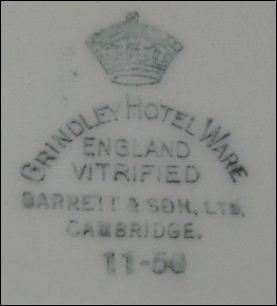 GRINDLEY HOTEL WARE
ENGLAND
VITRIFIED
BARRETT & SON, LTD.
CAMBRIDGE.
11-56